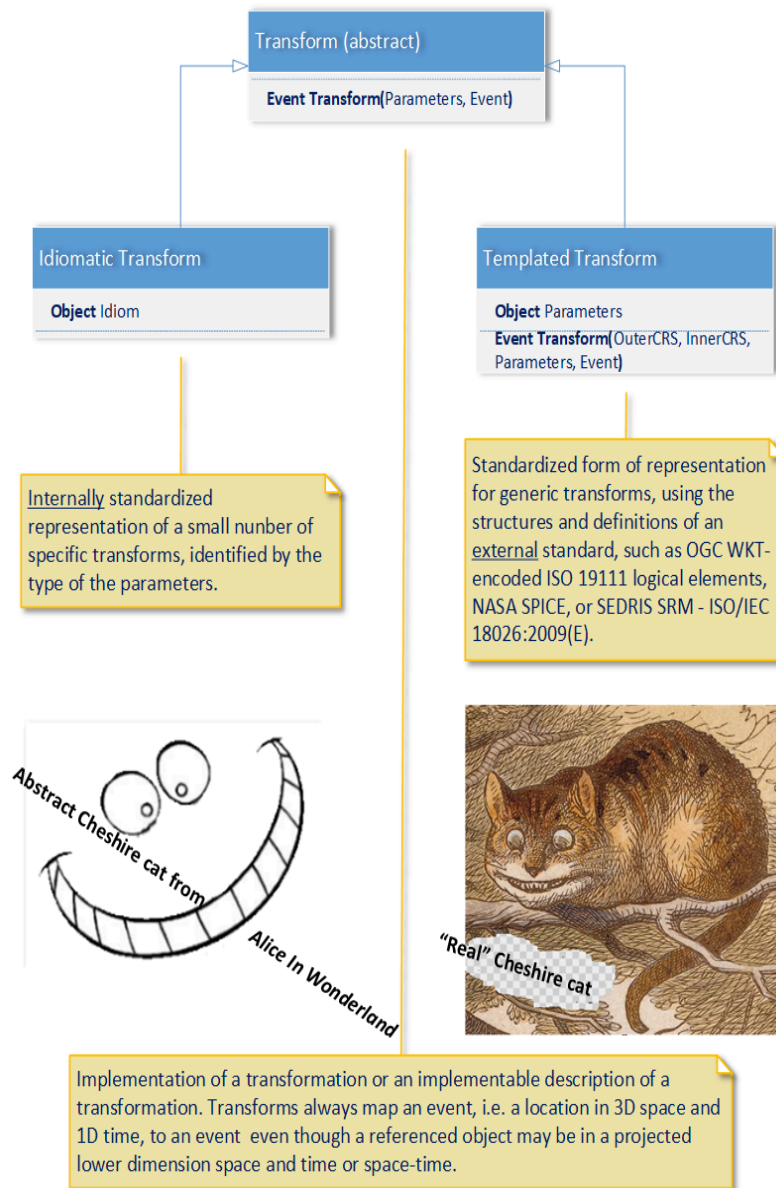 Transform (abstract)
Event Transform(Parameters, Event)
Idiomatic Transform
Object Idiom
Templated Transform
Object Parameters
Event Transform(OuterCRS, InnerCRS,
Parameters, Event)
Internally standardized
representation of a small nunber of
specific transforms, identified by the
type of the parameters.
Standardized form of representation
for generic transforms, using the
structures and definitions of an
external standard, such as OGC WKT-
encoded ISO 19111 logical elements,
NASA SPICE, or SEDRIS SRM - ISO/IEC
18026:2009(E).
Abstract Cheshire cat from
Alice In Wonderland
“Real” Cheshire cat
Implementation of a transformation or an implementable description of a
transformation. Transforms always map an event, i.e. a location in 3D space and
1D time, to an event even though a referenced object may be in a projected
lower dimension space and time or space-time.